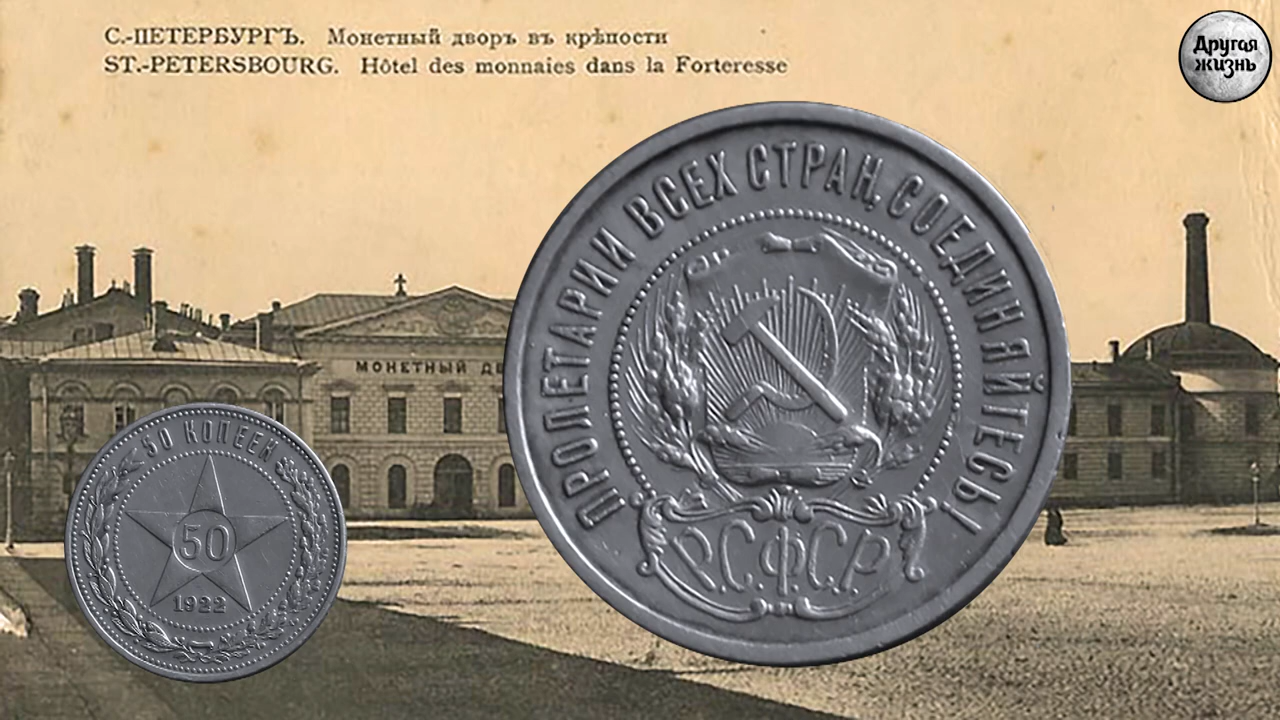 С.-ПЕТЕРБУРГЪ. Монетный дворъ въ крѣпости
ST.-PETERSBOURG. Hôtel des monnaies dans la Forteresse
Другая
жизнь
ПРОЛЕТАРИИ ВСЕХ СТРАН, СОЕДИНЯЙТЕСЬ!
Р.С.Ф.С.Р.
МОНЕТНЫЙ ДВ
50 КОПЕЕК
50
1922